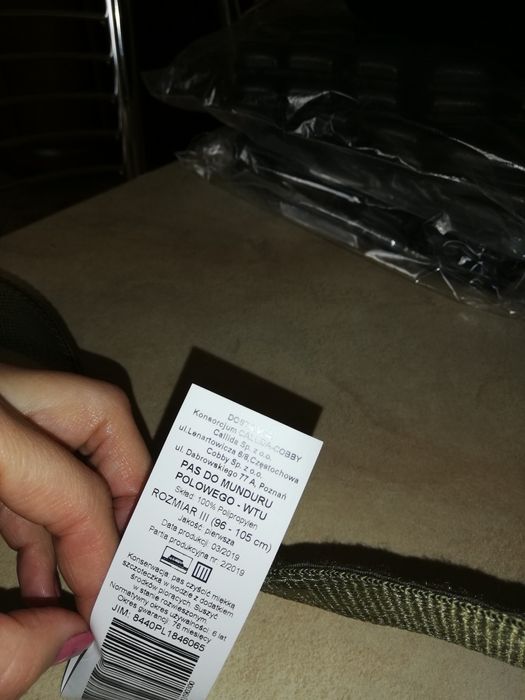 Konsorcjum CALLIDA-COBBY
Callida Sp. z o.o.
ul.Lenartowicza 6/8,Częstochowa
Cobby Sp. z o.o.
ul. Dąbrowskiego 77 A, Poznań
PAS DO MUNDURU
POLOWEGO - WTU
Skład: 100% Polipropylen
ROZMIAR III (96 - 105 cm)
Jakość: pierwsza
Data produkcji: 03/2019
Partia produkcyjna nr: 2/2019
Konserwacja: pas czyścić miękką
szczoteczką w wodzie z dodatkiem
środków piorących. Suszyć
w stanie rozwieszonym.
Normatywny okres używalności: 6 lat
Okres gwarancji: 76 miesięcy
JIM: 8440PL1846065